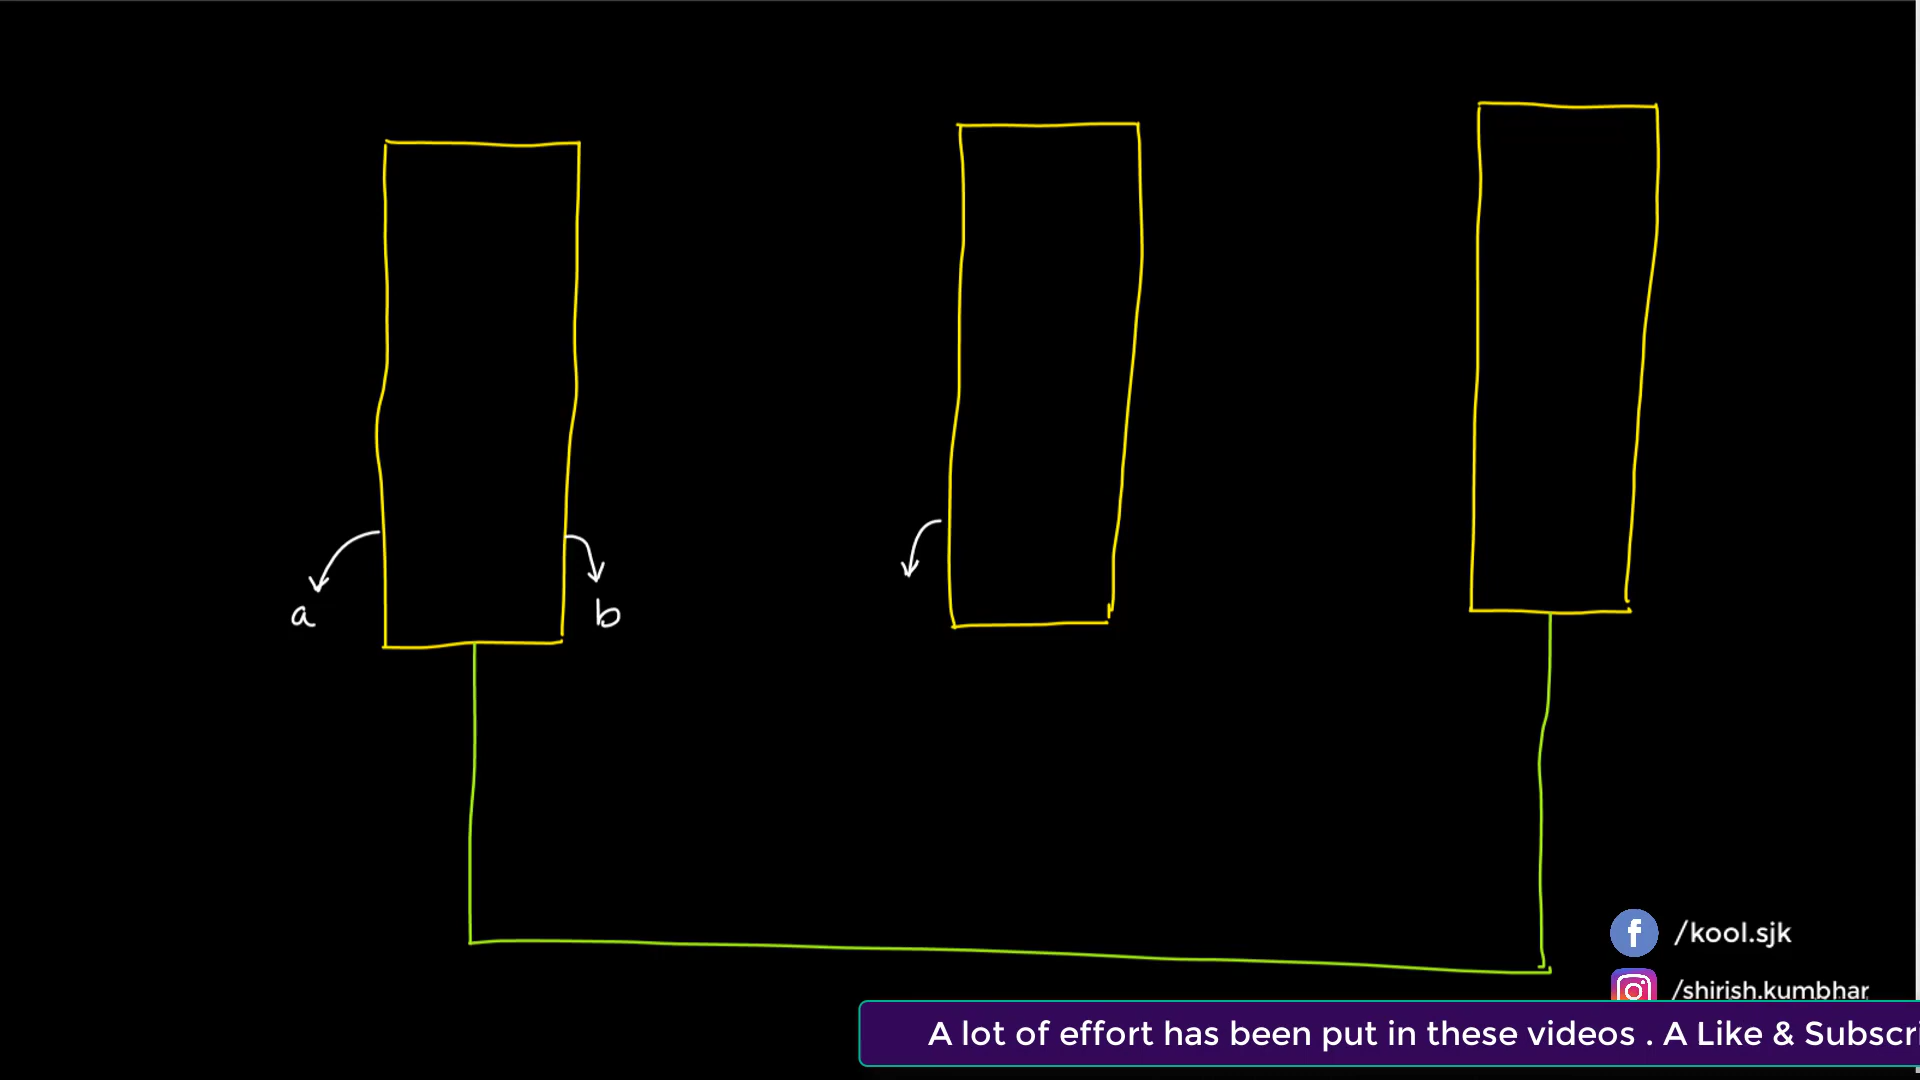 a
b
/kool.sjk
/shirish.kumbhar
A lot of effort has been put in these videos . A Like & Subscri